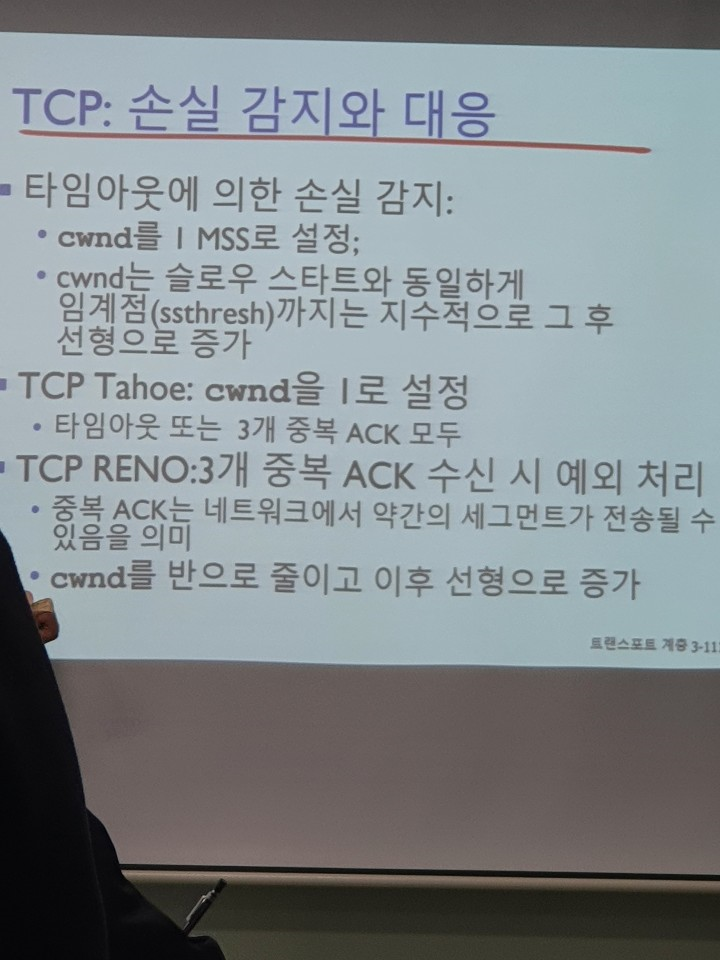 TCP: 손실 감지와 대응
타임아웃에 의한 손실 감지:
cwnd를 1 MSS로 설정;
cwnd는 슬로우 스타트와 동일하게
임계점(ssthresh)까지는 지수적으로 그 후
선형으로 증가
TCP Tahoe: cwnd을 1로 설정
타임아웃 또는 3개 중복 ACK 모두
TCP RENO:3개 중복 ACK 수신 시 예외 처리
중복 ACK는 네트워크에서 약간의 세그먼트가 전송될 수
있음을 의미
cwnd를 반으로 줄이고 이후 선형으로 증가
트랜스포트 계층